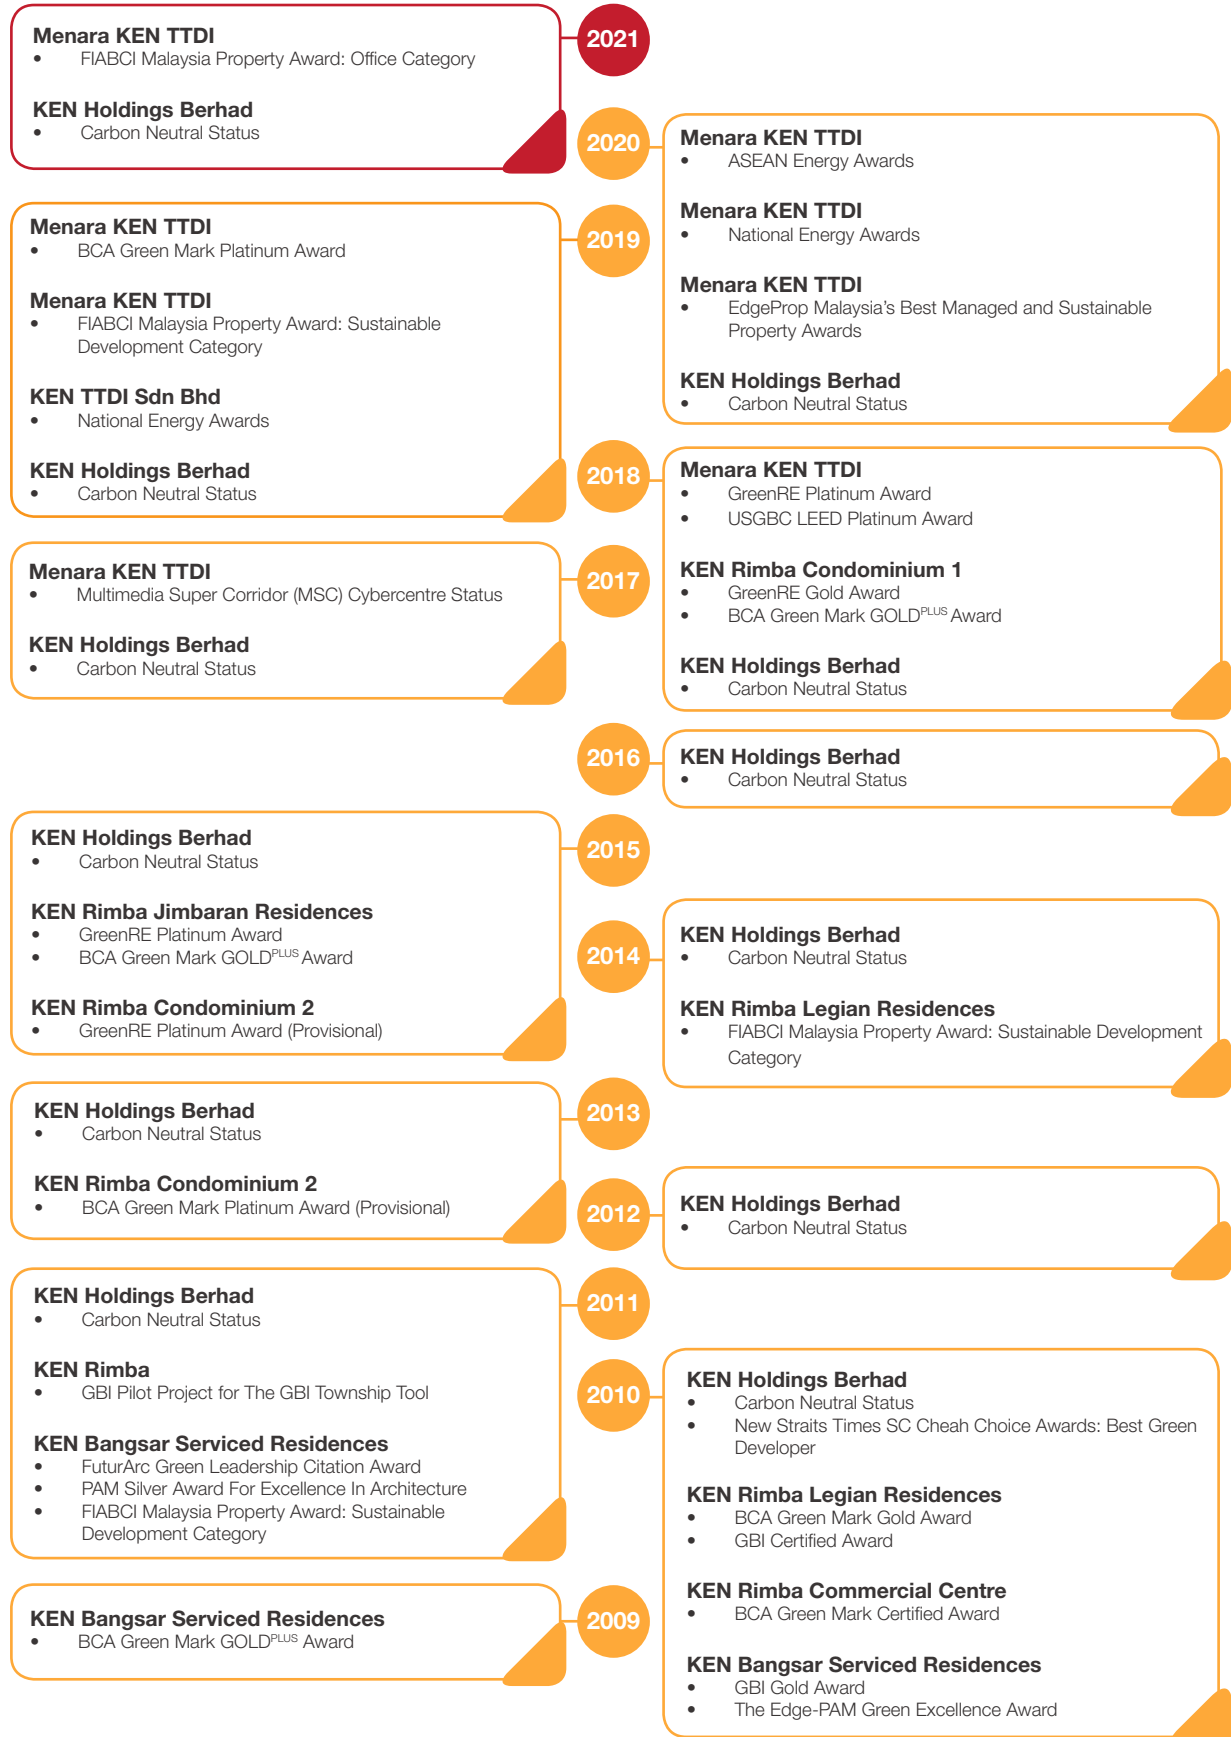 2021
Menara KEN TTDI
• FIABCI Malaysia Property Award: Office Category
KEN Holdings Berhad
• Carbon Neutral Status
2020
Menara KEN TTDI
• ASEAN Energy Awards
Menara KEN TTDI
• National Energy Awards
Menara KEN TTDI
• EdgeProp Malaysia’s Best Managed and Sustainable
Property Awards
KEN Holdings Berhad
• Carbon Neutral Status
2019
Menara KEN TTDI
• BCA Green Mark Platinum Award
Menara KEN TTDI
• FIABCI Malaysia Property Award: Sustainable
Development Category
KEN TTDI Sdn Bhd
• National Energy Awards
KEN Holdings Berhad
• Carbon Neutral Status
2018
Menara KEN TTDI
• GreenRE Platinum Award
• USGBC LEED Platinum Award
KEN Rimba Condominium 1
• GreenRE Gold Award
• BCA Green Mark GOLDPLUS Award
KEN Holdings Berhad
• Carbon Neutral Status
2017
Menara KEN TTDI
• Multimedia Super Corridor (MSC) Cybercentre Status
KEN Holdings Berhad
• Carbon Neutral Status
2016
KEN Holdings Berhad
• Carbon Neutral Status
2015
KEN Holdings Berhad
• Carbon Neutral Status
KEN Rimba Jimbaran Residences
• GreenRE Platinum Award
• BCA Green Mark GOLDPLUS Award
KEN Rimba Condominium 2
• GreenRE Platinum Award (Provisional)
2014
KEN Holdings Berhad
• Carbon Neutral Status
KEN Rimba Legian Residences
• FIABCI Malaysia Property Award: Sustainable Development
Category
2013
KEN Holdings Berhad
• Carbon Neutral Status
KEN Rimba Condominium 2
• BCA Green Mark Platinum Award (Provisional)
2012
KEN Holdings Berhad
• Carbon Neutral Status
2011
KEN Holdings Berhad
• Carbon Neutral Status
KEN Rimba
• GBI Pilot Project for The GBI Township Tool
KEN Bangsar Serviced Residences
• FuturArc Green Leadership Citation Award
• PAM Silver Award For Excellence In Architecture
• FIABCI Malaysia Property Award: Sustainable
Development Category
2010
KEN Holdings Berhad
• Carbon Neutral Status
• New Straits Times SC Cheah Choice Awards: Best Green
Developer
KEN Rimba Legian Residences
• BCA Green Mark Gold Award
• GBI Certified Award
KEN Rimba Commercial Centre
• BCA Green Mark Certified Award
KEN Bangsar Serviced Residences
• GBI Gold Award
• The Edge-PAM Green Excellence Award
2009
KEN Bangsar Serviced Residences
• BCA Green Mark GOLDPLUS Award